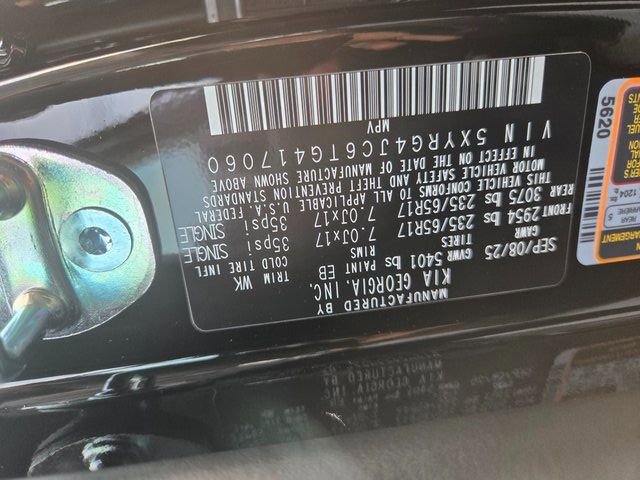 MANUFACTURED BY
KIA GEORGIA, INC.
SEP/08/25 GVWR 5401 lbs PAINT EB TRIM WK
GAWR TIRES RIMS COLD TIRE INFL
FRONT 2954 lbs 235/65R17 7.0Jx17 35psi SINGLE
REAR 3075 lbs 235/65R17 7.0Jx17 35psi SINGLE
THIS VEHICLE CONFORMS TO ALL APPLICABLE U.S.A. FEDERAL
MOTOR VEHICLE SAFETY AND THEFT PREVENTION STANDARDS
IN EFFECT ON THE DATE OF MANUFACTURE SHOWN ABOVE
VIN 5XYRG4JC6TG417060
MPV
5620